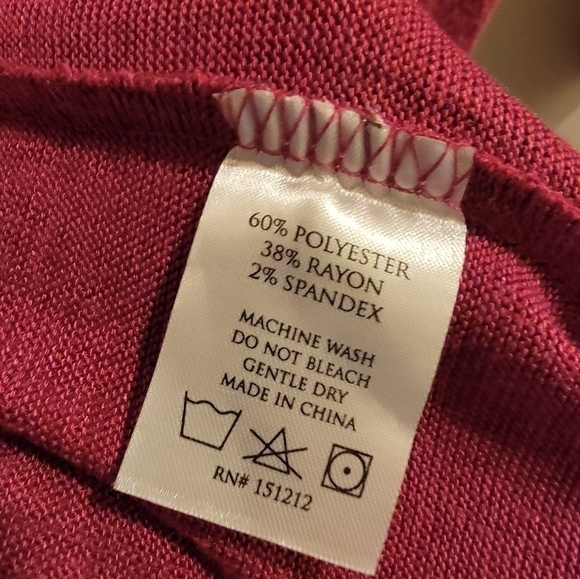 60% POLYESTER
38% RAYON
2% SPANDEX
MACHINE WASH
DO NOT BLEACH
GENTLE DRY
MADE IN CHINA
RN# 151212